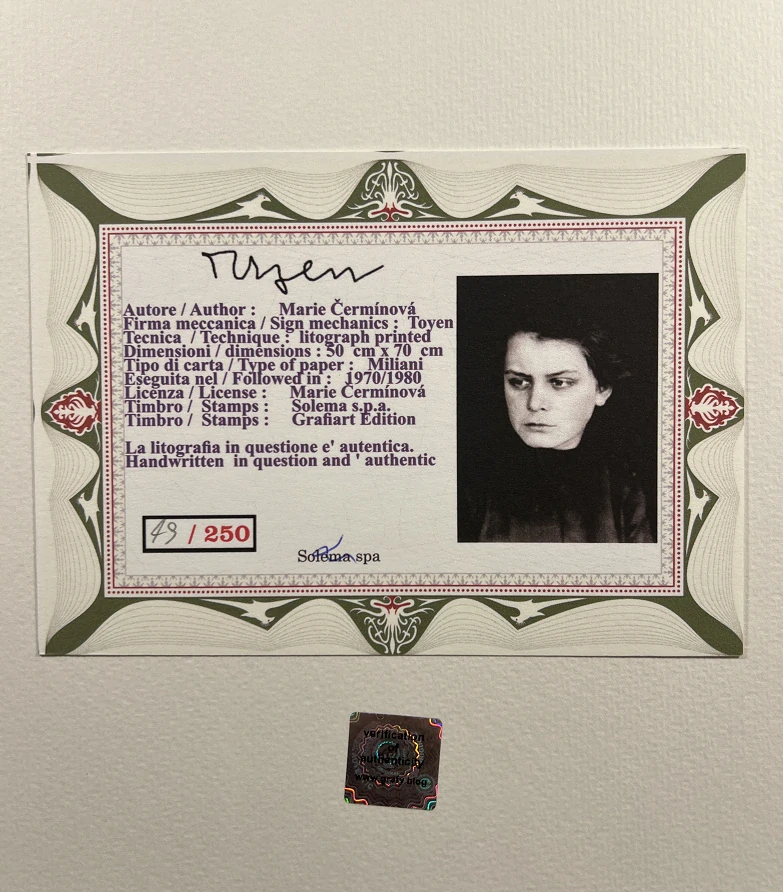 Toyen
Autore / Author : Marie Čermínová
Firma meccanica / Sign mechanics : Toyen
Tecnica / Technique : litograph printed
Dimensioni / dimensions : 50 cm x 70 cm
Tipo di carta / Type of paper : Miliani
Eseguita nel / Followed in : 1970/1980
Licenza / License : Marie Čermínová
Timbro / Stamps : Solema s.p.a.
Timbro / Stamps : Grafiart Edition
La litografia in questione e' autentica.
Handwritten in question and ' authentic
49 / 250
Solema spa
verification
of
authenticity
www.grafy.blog